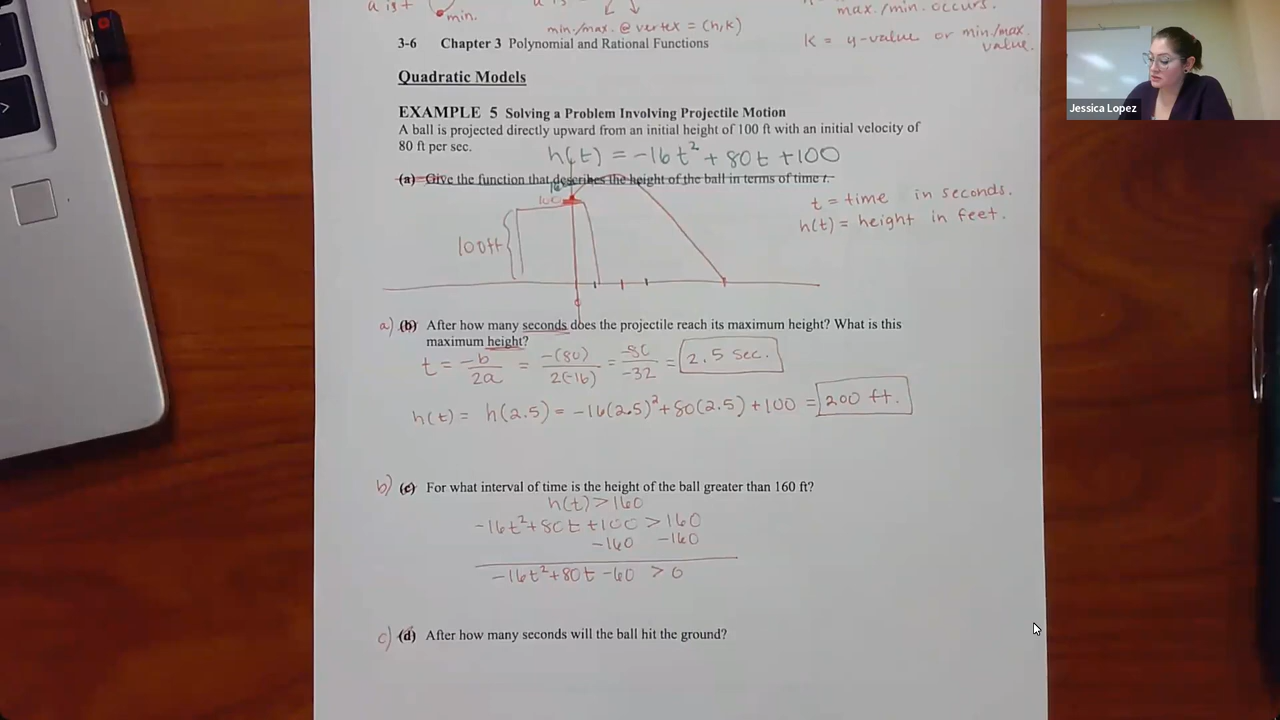 a is +
min.
a is
max./min. occurs.
min./max. @ vertex = (h,k)
K = y-value or min./max. value.
3-6 Chapter 3 Polynomial and Rational Functions
Jessica Lopez
Quadratic Models
EXAMPLE 5 Solving a Problem Involving Projectile Motion
A ball is projected directly upward from an initial height of 100 ft with an initial velocity of
80 ft per sec.
h(t) = -16t² + 80t + 100
(a) Give the function that describes the height of the ball in terms of time t.
t = time in seconds.
h(t) = height in feet.
100
100ft
a) (b) After how many seconds does the projectile reach its maximum height? What is this
maximum height?
t = -b/2a = -(80)/2(-16) = -80/-32 = 2.5 sec.
h(t) = h(2.5) = -16(2.5)² + 80(2.5) + 100 = 200 ft.
b) (c) For what interval of time is the height of the ball greater than 160 ft?
h(t) > 160
-16t² + 80t + 100 > 160
-160 -160
-16t² + 80t - 60 > 0
c) (d) After how many seconds will the ball hit the ground?